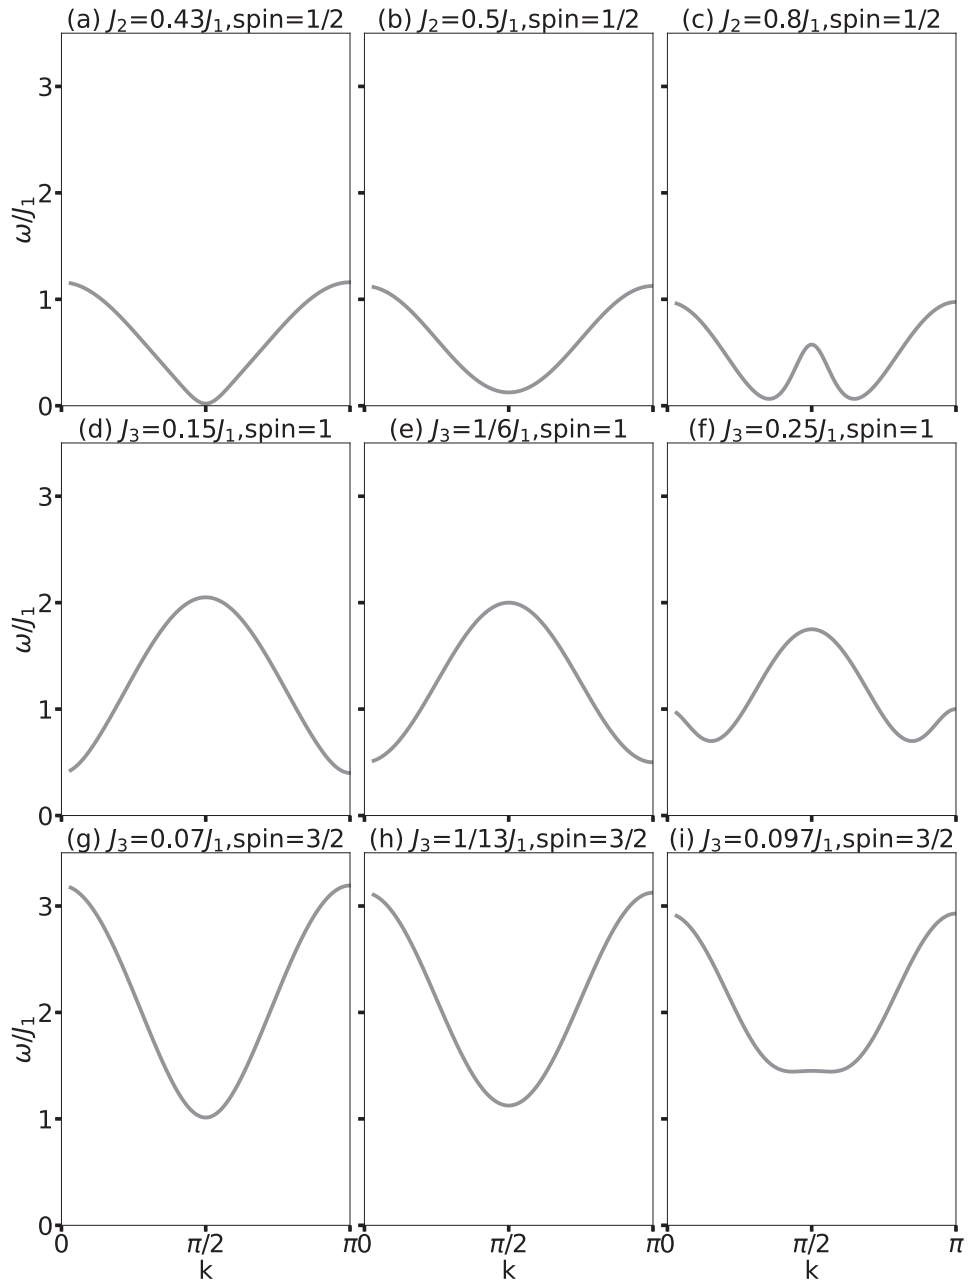 (a) J₂=0.43J₁,spin=1/2
(b) J₂=0.5J₁,spin=1/2
(c) J₂=0.8J₁,spin=1/2
3
2
1
0
ω/J₁
0
π/2
π
(d) J₃=0.15J₁,spin=1
(e) J₃=1/6J₁,spin=1
(f) J₃=0.25J₁,spin=1
3
2
1
0
ω/J₁
(g) J₃=0.07J₁,spin=3/2
(h) J₃=1/13J₁,spin=3/2
(i) J₃=0.097J₁,spin=3/2
3
2
1
0
ω/J₁
0 π/2 π0 π/2 π0 π/2 π
k k k